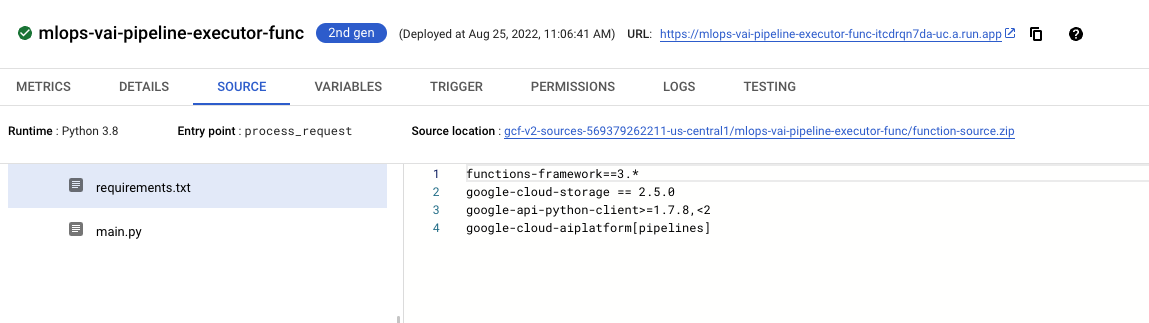 mlops-vai-pipeline-executor-func 2nd gen (Deployed at Aug 25, 2022, 11:06:41 AM) URL: https://mlops-vai-pipeline-executor-func-itcdrqn7da-uc.a.run.app
METRICS DETAILS SOURCE VARIABLES TRIGGER PERMISSIONS LOGS TESTING
Runtime : Python 3.8 Entry point : process_request Source location : gcf-v2-sources-569379262211-us-central1/mlops-vai-pipeline-executor-func/function-source.zip
requirements.txt
main.py
1 functions-framework==3.*
2 google-cloud-storage == 2.5.0
3 google-api-python-client>=1.7.8,<2
4 google-cloud-aiplatform[pipelines]